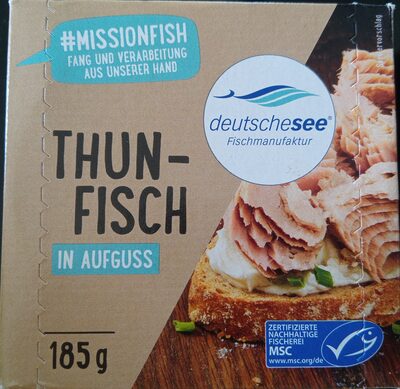 #MISSIONFISH
FANG UND VERARBEITUNG
AUS UNSERER HAND
deutschesee®
Fischmanufaktur
THUN-
FISCH
IN AUFGUSS
185g
ZERTIFIZIERTE
NACHHALTIGE
FISCHEREI
MSC
www.msc.org/de